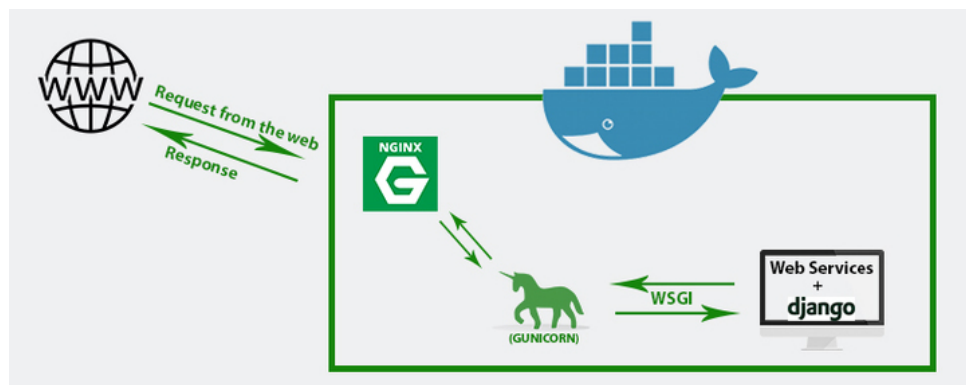 WWW
Request from the web
Response
NGINX
G
(GUNICORN)
WSGI
Web Services
+
django